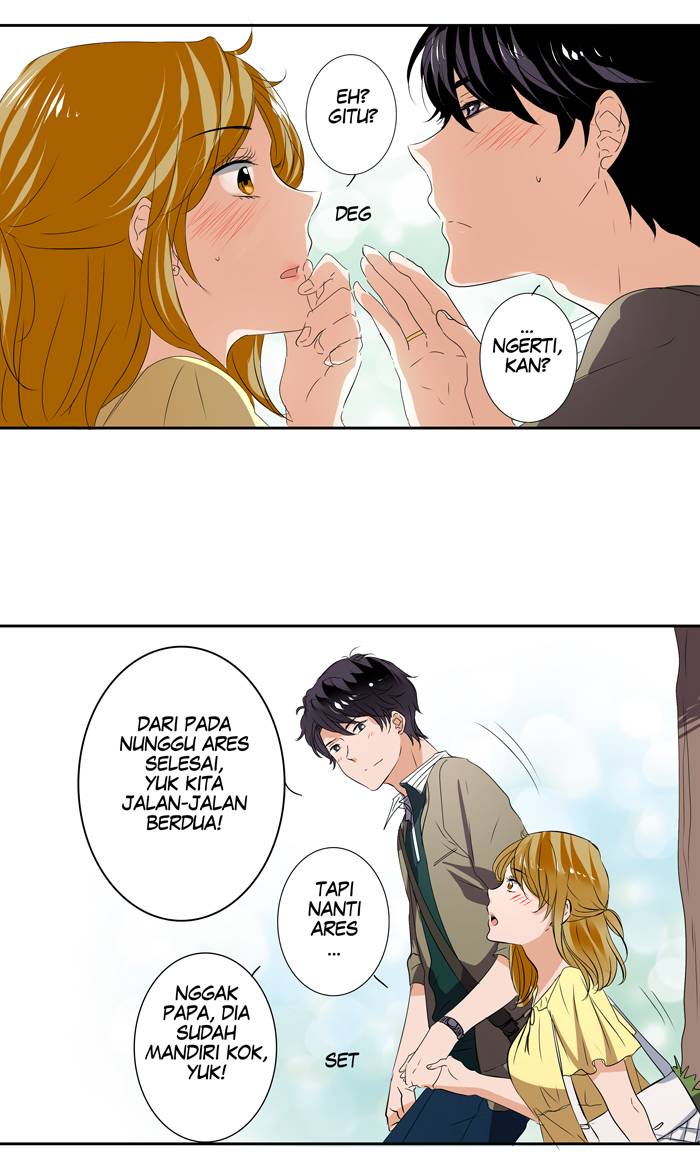 EH?
GITU?
DEG
...
NGERTI,
KAN?
DARI PADA
NUNGGU ARES
SELESAI,
YUK KITA
JALAN-JALAN
BERDUA!
TAPI
NANTI
ARES
...
NGGAK
PAPA, DIA
SUDAH
MANDIRI KOK,
YUK!
SET